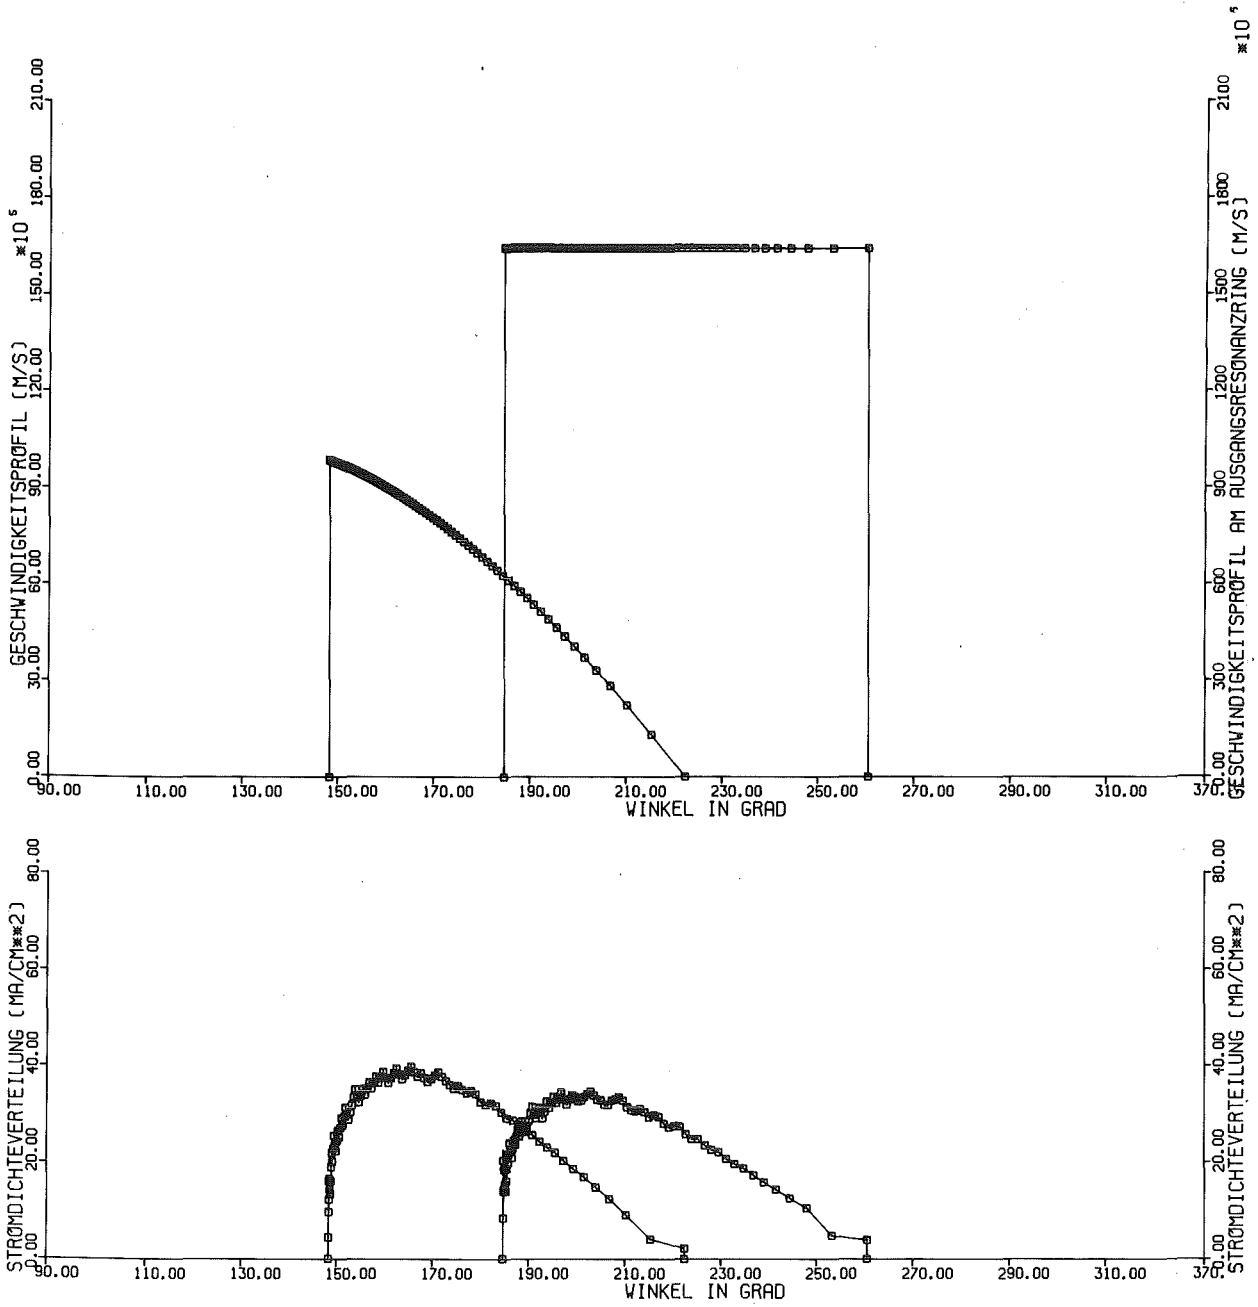 GESCHWINDIGKEITSPROFIL (M/S) *10⁵
0.00 30.00 60.00 90.00 120.00 150.00 180.00 210.00
GESCHWINDIGKEITSPROFIL AM AUSGANGSRESONANZRING (M/S) *10⁵
0.00 300 600 900 1200 1500 1800 2100
90.00 110.00 130.00 150.00 170.00 190.00 210.00 230.00 250.00 270.00 290.00 310.00 370.
WINKEL IN GRAD
STROMDICHTEVERTEILUNG (MA/CM**2)
0.00 20.00 40.00 60.00 80.00
STROMDICHTEVERTEILUNG (MA/CM**2)
0.00 20.00 40.00 60.00 80.00
90.00 110.00 130.00 150.00 170.00 190.00 210.00 230.00 250.00 270.00 290.00 310.00 370.
WINKEL IN GRAD